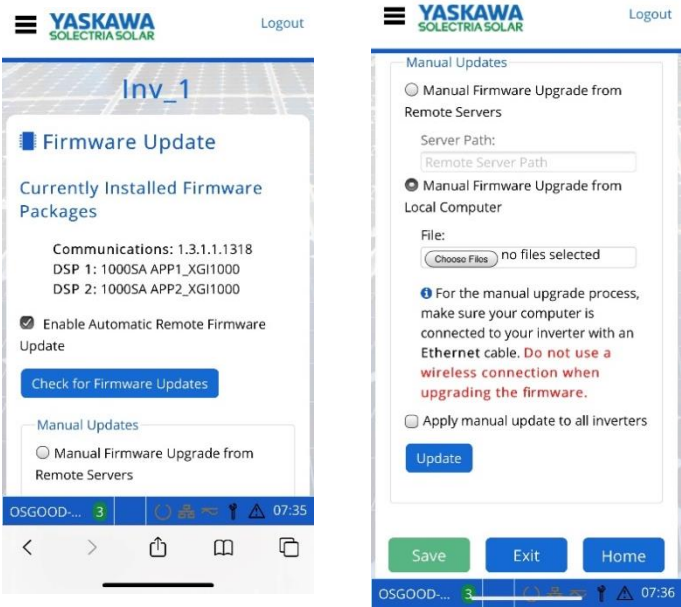 YASKAWA
SOLECTRIA SOLAR
Logout
Inv_1
Firmware Update
Currently Installed Firmware
Packages
Communications: 1.3.1.1.1318
DSP 1: 1000SA APP1_XGI1000
DSP 2: 1000SA APP2_XGI1000
Enable Automatic Remote Firmware
Update
Check for Firmware Updates
Manual Updates
Manual Firmware Upgrade from
Remote Servers
OSGOOD-... 3 07:35
YASKAWA
SOLECTRIA SOLAR
Logout
Manual Updates
Manual Firmware Upgrade from
Remote Servers
Server Path:
Remote Server Path
Manual Firmware Upgrade from
Local Computer
File:
Choose Files no files selected
For the manual upgrade process,
make sure your computer is
connected to your inverter with an
Ethernet cable. Do not use a
wireless connection when
upgrading the firmware.
Apply manual update to all inverters
Update
Save Exit Home
OSGOOD-... 3 07:36